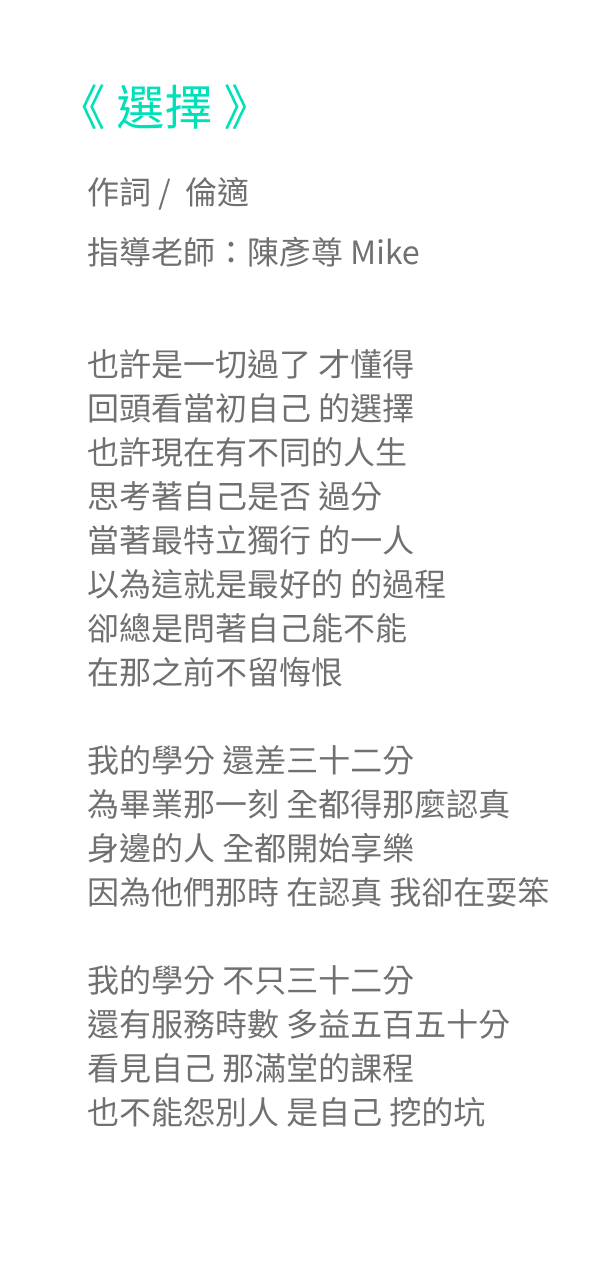 《 選擇 》
作詞 / 倫適
指導老師：陳彥尊 Mike
也許是一切過了 才懂得
回頭看當初自己 的選擇
也許現在有不同的人生
思考著自己是否 過分
當著最特立獨行 的一人
以為這就是最好的 的過程
卻總是問著自己能不能
在那之前不留悔恨
我的學分 還差三十二分
為畢業那一刻 全都得那麼認真
身邊的人 全都開始享樂
因為他們那時 在認真 我卻在耍笨
我的學分 不只三十二分
還有服務時數 多益五百五十分
看見自己 那滿堂的課程
也不能怨別人 是自己 挖的坑